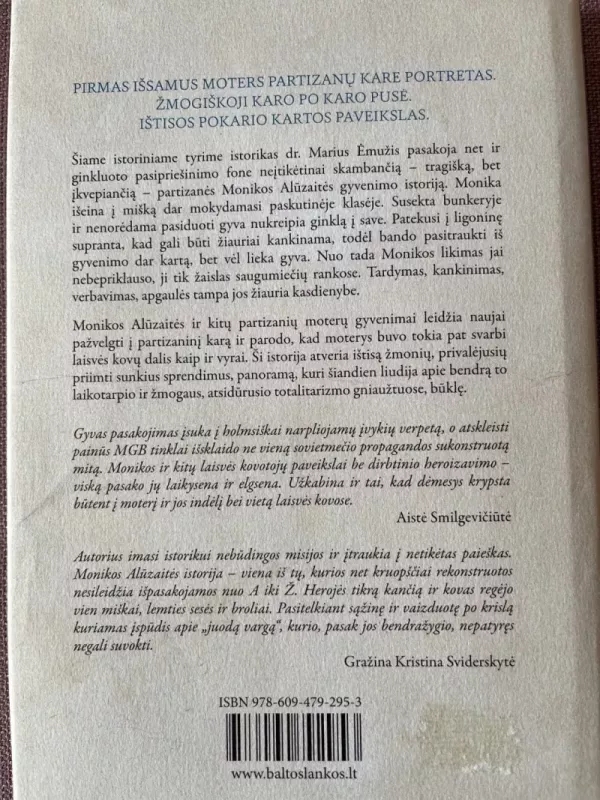 PIRMAS IŠSAMUS MOTERS PARTIZANŲ KARE PORTRETAS.
ŽMOGIŠKOJI KARO PO KARO PUSĖ.
IŠTISOS POKARIO KARTOS PAVEIKSLAS.
Šiame istoriniame tyrime istorikas dr. Marius Ėmužis pasakoja net ir
ginkluoto pasipriešinimo fone neįtikėtinai skambančią – tragišką, bet
įkvepiančią – partizanės Monikos Alūzaitės gyvenimo istoriją. Monika
išeina į mišką dar mokydamasi paskutinėje klasėje. Susekta bunkeryje
ir nenorėdama pasiduoti gyva nukreipia ginklą į save. Patekusi į ligoninę
supranta, kad gali būti žiauriai kankinama, todėl bando pasitraukti iš
gyvenimo dar kartą, bet vėl lieka gyva. Nuo tada Monikos likimas jai
nebepriklauso, ji tik žaislas saugumiečių rankose. Tardymas, kankinimas,
verbavimas, apgaulės tampa jos žiauria kasdienybe.
Monikos Alūzaitės ir kitų partizanių moterų gyvenimai leidžia naujai
pažvelgti į partizaninį karą ir parodo, kad moterys buvo tokia pat svarbi
laisvės kovų dalis kaip ir vyrai. Ši istorija atveria ištisą žmonių, privalėjusių
priimti sunkius sprendimus, panoramą, kuri šiandien liudija apie bendrą to
laikotarpio ir žmogaus, atsidūrusio totalitarizmo gniaužtuose, būklę.
Gyvas pasakojimas įsuka į holmsiškai narpliojamų įvykių verpetą, o atskleisti
painūs MGB tinklai išsklaido ne vieną sovietmečio propagandos sukonstruotą
mitą. Monikos ir kitų laisvės kovotojų paveikslai be dirbtinio heroizavimo –
viską pasako jų laikysena ir elgsena. Užkabina ir tai, kad dėmesys krypsta
būtent į moterį ir jos indėlį bei vietą laisvės kovose.
Aistė Smilgevičiūtė
Autorius imasi istorikui nebūdingos misijos ir įtraukia į netikėtas paieškas.
Monikos Alūzaitės istorija – viena iš tų, kurios net kruopščiai rekonstruotos
nesileidžia išpasakojamos nuo A iki Ž. Herojės tikrą kančią ir kovas regėjo
vien miškai, lemties sesės ir broliai. Pasitelkiant sąžinę ir vaizduotę po krislą
kuriamas įspūdis apie „juodą vargą“, kurio, pasak jos bendražygio, nepatyręs
negali suvokti.
Gražina Kristina Sviderskytė
ISBN 978-609-479-295-3
www.baltoslankos.lt